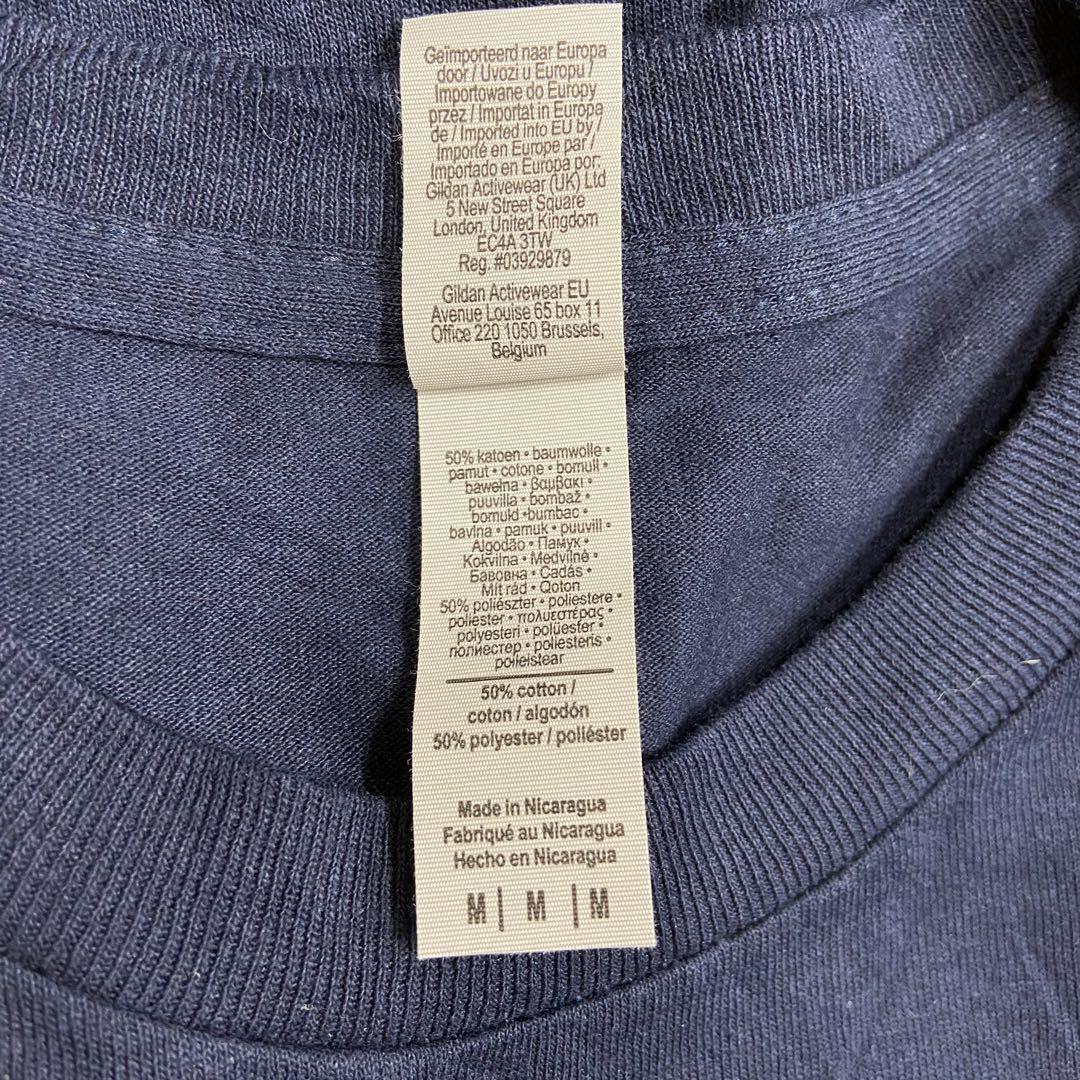 Geïmporteerd naar Europa
door / Uvozi u Europu /
Importowane do Europy
przez / Importat in Europa
de / Imported into EU by /
Importé en Europe par /
Importado en Europa por:
Gildan Activewear (UK) Ltd
5 New Street Square
London, United Kingdom
EC4A 3TW
Reg. #03929879
Gildan Activewear EU
Avenue Louise 65 box 11
Office 220 1050 Brussels,
Belgium
50% katoen • baumwolle •
pamut • cotone • bomull •
bawełna • βαμβακι •
puuvilla • bombaž •
bomuld •bumbac •
bavlna • pamuk • puuvill •
Algodão • Памук •
Kokvilna • Medvilnė •
Бавовна • Cadás •
Mít rád • Qoton
50% poliészter • poliestere •
poliester • πολυεστέρας •
polyesteri • polüester •
полиестер • poliesteris
poileistear
50% cotton /
coton / algodón
50% polyester / poliéster
Made in Nicaragua
Fabriqué au Nicaragua
Hecho en Nicaragua
M | M | M